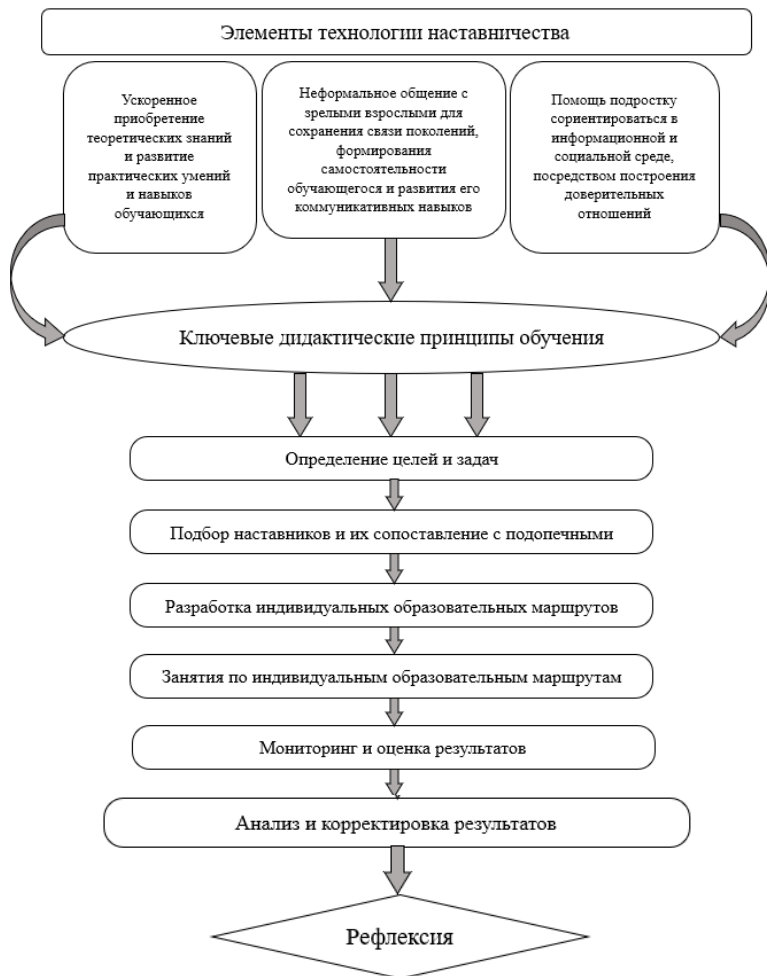 Элементы технологии наставничества
Ускоренное
приобретение
теоретических знаний
и развитие
практических умений
и навыков
обучающихся
Неформальное общение с
зрелыми взрослыми для
сохранения связи поколений,
формирования
самостоятельности
обучающегося и развития его
коммуникативных навыков
Помощь подростку
сориентироваться в
информационной и
социальной среде,
посредством построения
доверительных
отношений
Ключевые дидактические принципы обучения
Определение целей и задач
Подбор наставников и их сопоставление с подопечными
Разработка индивидуальных образовательных маршрутов
Занятия по индивидуальным образовательным маршрутам
Мониторинг и оценка результатов
Анализ и корректировка результатов
Рефлексия